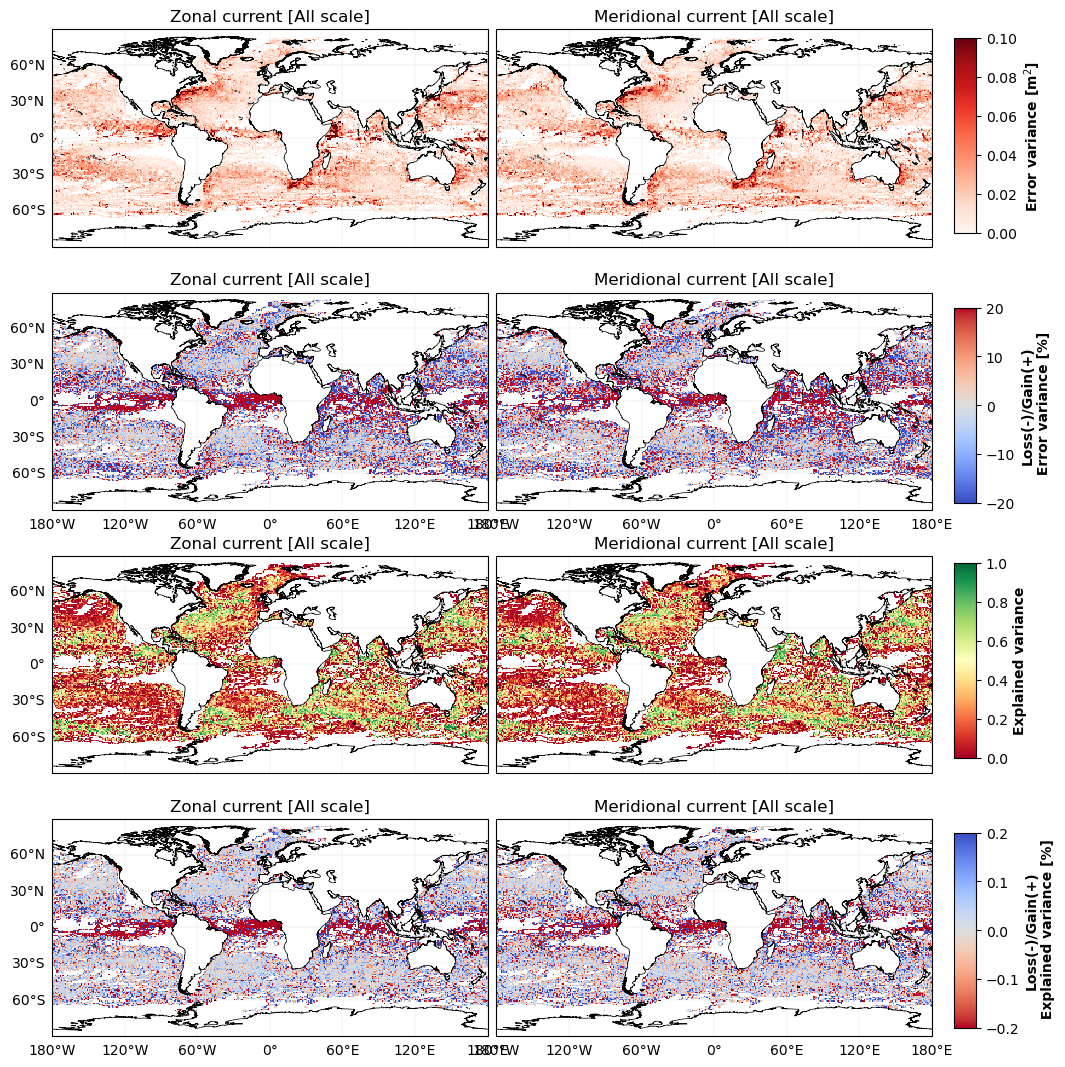 Zonal current [All scale]
Meridional current [All scale]
60°N
30°N
0°
30°S
60°S
0.10
0.08
0.06
0.04
0.02
0.00
Error variance [m²]
Zonal current [All scale]
Meridional current [All scale]
60°N
30°N
0°
30°S
60°S
180°W 120°W 60°W 0° 60°E 120°E 180°E
180°W 120°W 60°W 0° 60°E 120°E 180°E
20
10
0
−10
−20
Loss(-)/Gain(+)
Error variance [%]
Zonal current [All scale]
Meridional current [All scale]
60°N
30°N
0°
30°S
60°S
1.0
0.8
0.6
0.4
0.2
0.0
Explained variance
Zonal current [All scale]
Meridional current [All scale]
60°N
30°N
0°
30°S
60°S
180°W 120°W 60°W 0° 60°E 120°E 180°E
180°W 120°W 60°W 0° 60°E 120°E 180°E
0.2
0.1
0.0
−0.1
−0.2
Loss(-)/Gain(+)
Explained variance [%]